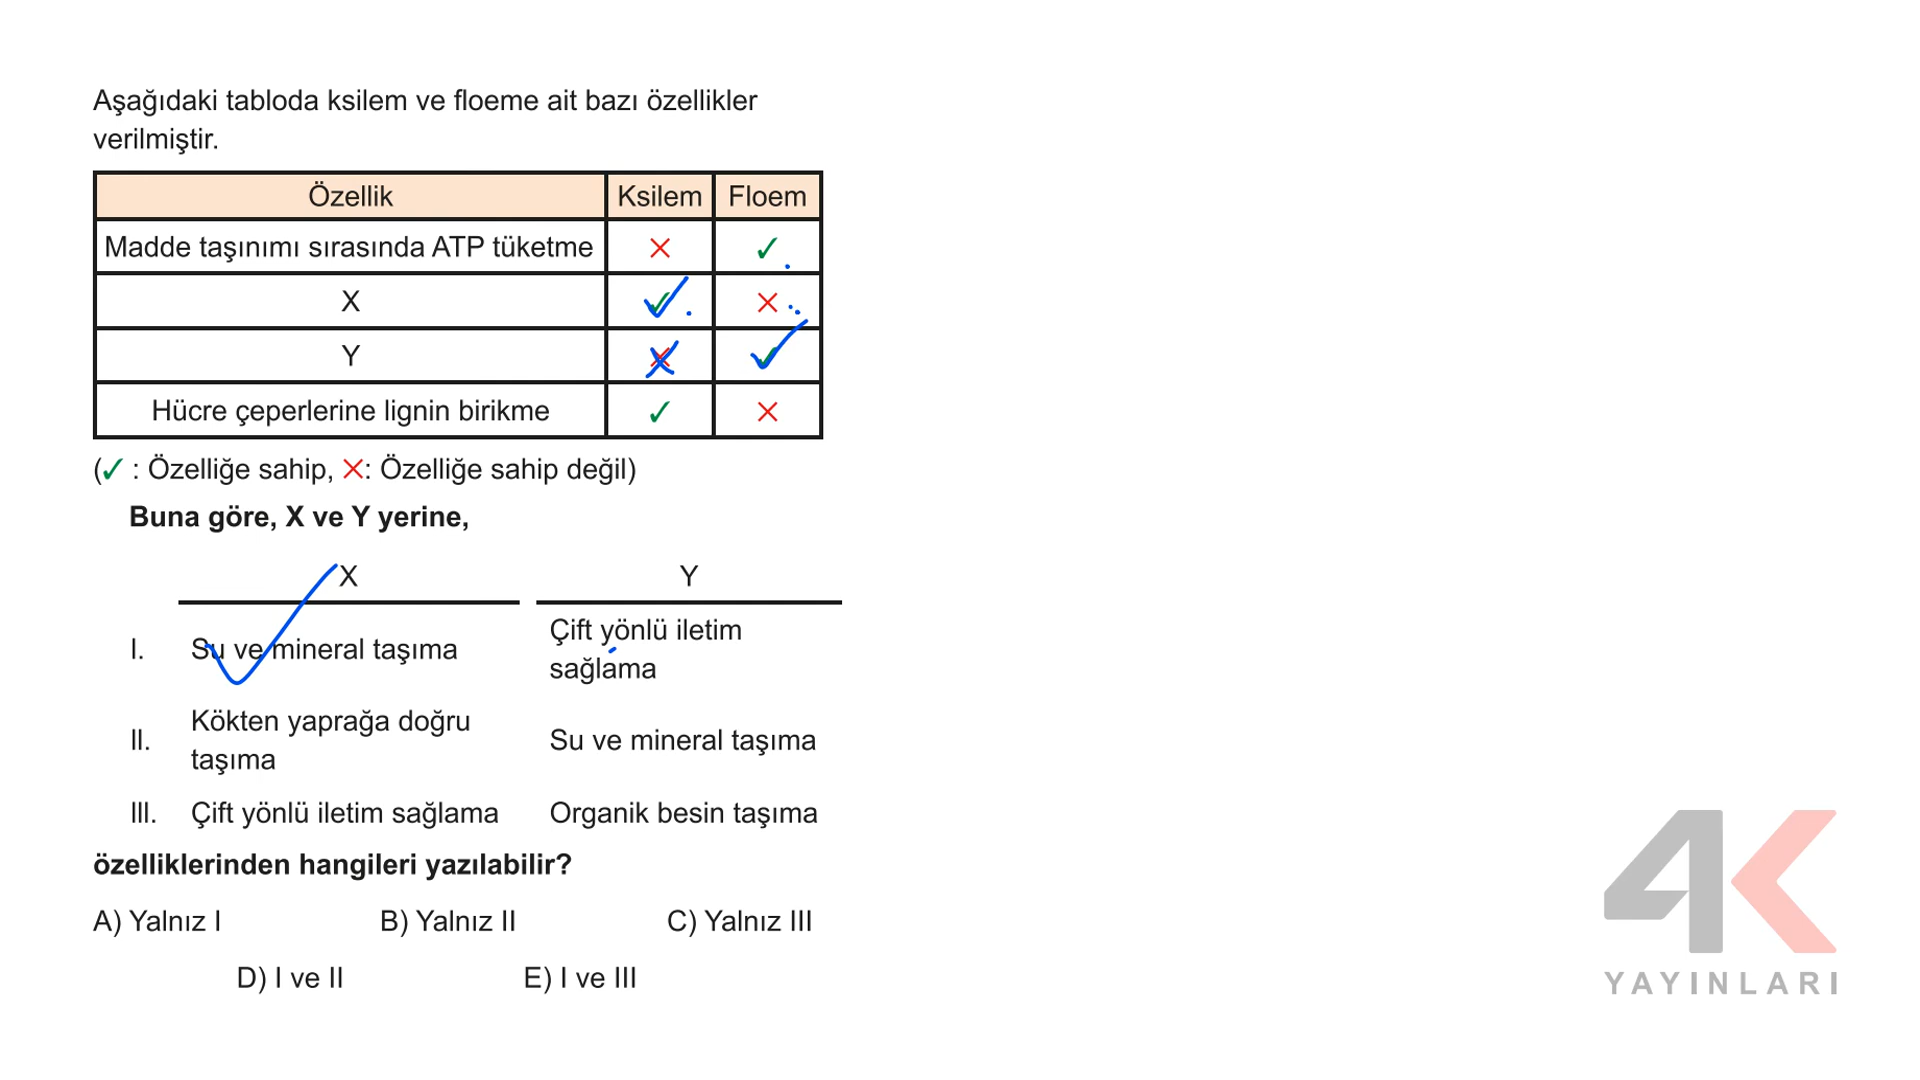 Aşağıdaki tabloda ksilem ve floeme ait bazı özellikler
verilmiştir.
Özellik Ksilem Floem
Madde taşınımı sırasında ATP tüketme ✗ ✓
X ✓ ✗
Y ✗ ✓
Hücre çeperlerine lignin birikme ✓ ✗
(✓ : Özelliğe sahip, ✗: Özelliğe sahip değil)
Buna göre, X ve Y yerine,
X Y
I. Su ve mineral taşıma Çift yönlü iletim
sağlama
II. Kökten yaprağa doğru
taşıma Su ve mineral taşıma
III. Çift yönlü iletim sağlama Organik besin taşıma
özelliklerinden hangileri yazılabilir?
A) Yalnız I B) Yalnız II C) Yalnız III
D) I ve II E) I ve III
4K
YAYINLARI